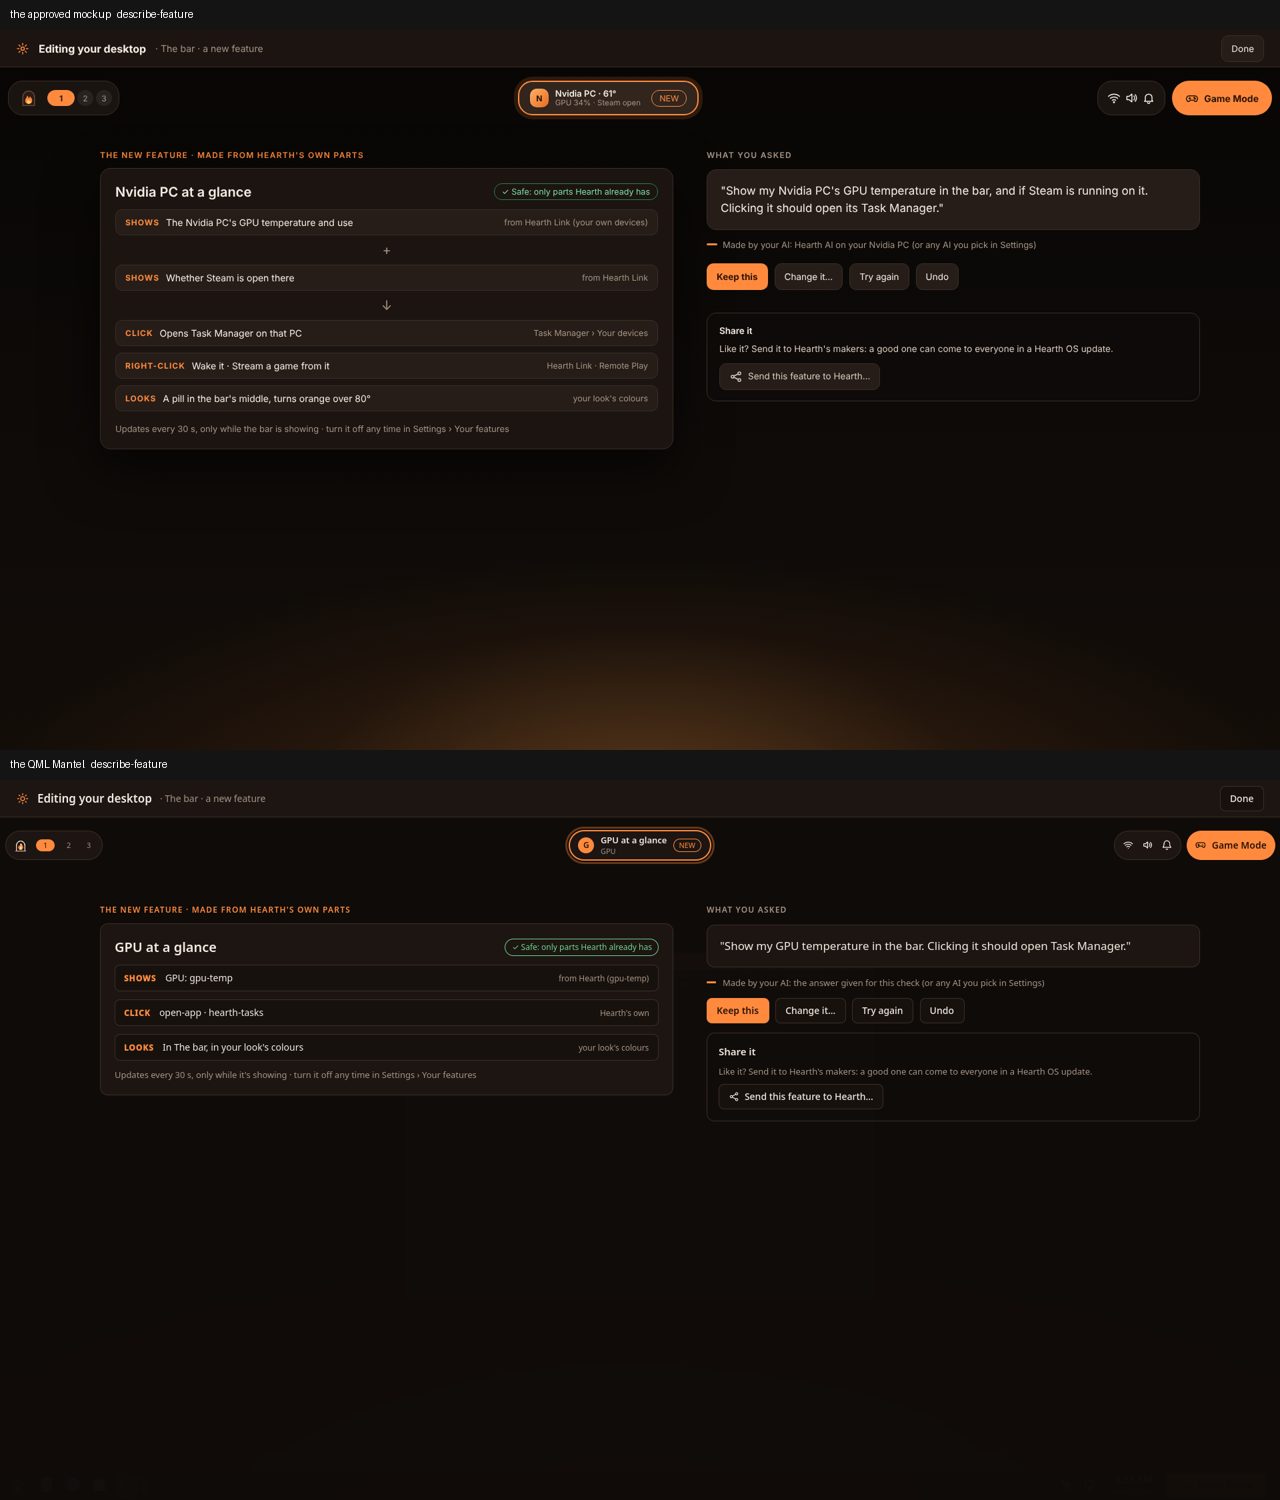 the approved mockup describe-feature
Editing your desktop · The bar · a new feature
Done
1 2 3
N
Nvidia PC · 61°
GPU 34% · Steam open
NEW
Game Mode
THE NEW FEATURE · MADE FROM HEARTH'S OWN PARTS
Nvidia PC at a glance
✓ Safe: only parts Hearth already has
SHOWS The Nvidia PC's GPU temperature and use
from Hearth Link (your own devices)
+
SHOWS Whether Steam is open there
from Hearth Link
↓
CLICK Opens Task Manager on that PC
Task Manager › Your devices
RIGHT-CLICK Wake it · Stream a game from it
Hearth Link · Remote Play
LOOKS A pill in the bar's middle, turns orange over 80°
your look's colours
Updates every 30 s, only while the bar is showing · turn it off any time in Settings › Your features
WHAT YOU ASKED
"Show my Nvidia PC's GPU temperature in the bar, and if Steam is running on it.
Clicking it should open its Task Manager."
Made by your AI: Hearth AI on your Nvidia PC (or any AI you pick in Settings)
Keep this
Change it...
Try again
Undo
Share it
Like it? Send it to Hearth's makers: a good one can come to everyone in a Hearth OS update.
Send this feature to Hearth...
the QML Mantel describe-feature
Editing your desktop · The bar · a new feature
Done
1 2 3
G
GPU at a glance
GPU
NEW
Game Mode
THE NEW FEATURE · MADE FROM HEARTH'S OWN PARTS
GPU at a glance
✓ Safe: only parts Hearth already has
SHOWS GPU: gpu-temp
from Hearth (gpu-temp)
CLICK open-app · hearth-tasks
Hearth's own
LOOKS In The bar, in your look's colours
your look's colours
Updates every 30 s, only while it's showing · turn it off any time in Settings › Your features
WHAT YOU ASKED
"Show my GPU temperature in the bar. Clicking it should open Task Manager."
Made by your AI: the answer given for this check (or any AI you pick in Settings)
Keep this
Change it...
Try again
Undo
Share it
Like it? Send it to Hearth's makers: a good one can come to everyone in a Hearth OS update.
Send this feature to Hearth...